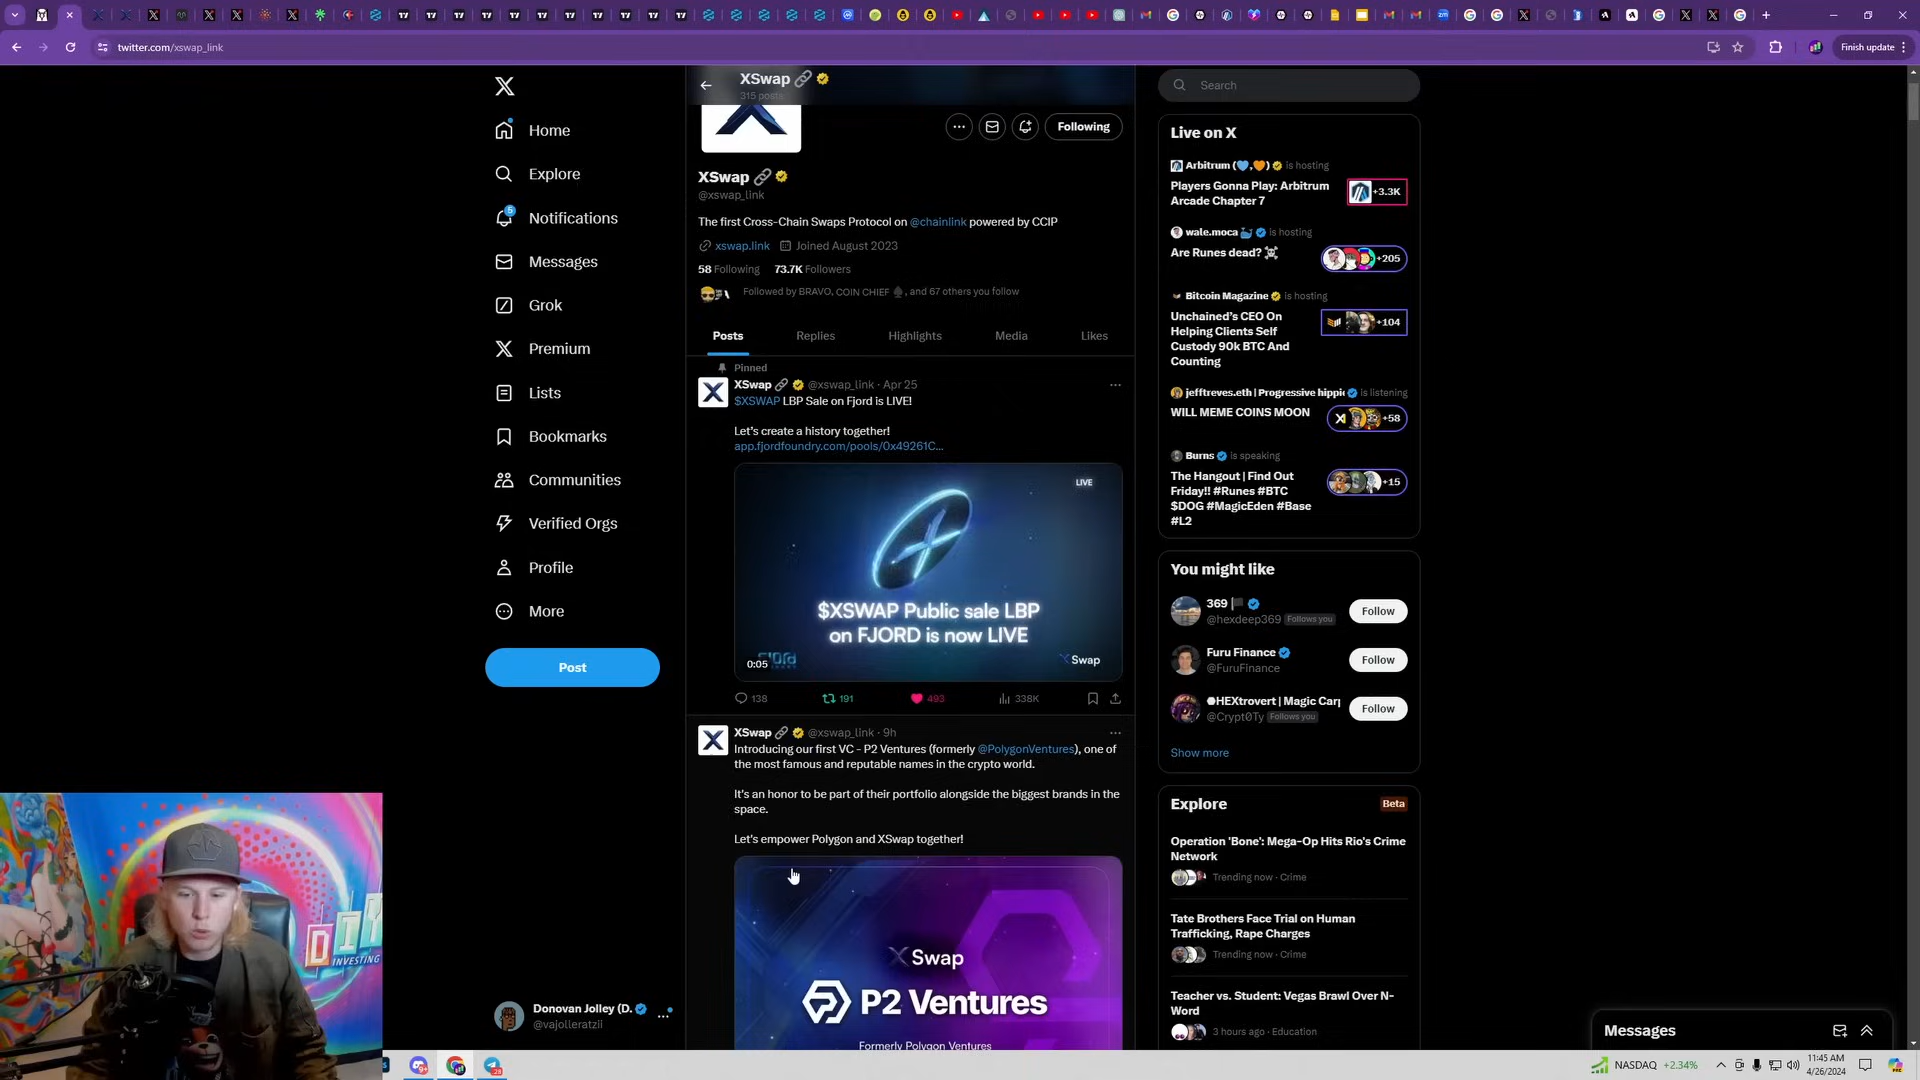 twitter.com/xswap_link
Finish update
XSwap
315 posts
Following
XSwap
@xswap_link
The first Cross-Chain Swaps Protocol on @chainlink powered by CCIP
xswap.link Joined August 2023
58 Following 73.7K Followers
Followed by BRAVO, COIN CHIEF, and 67 others you follow
Posts Replies Highlights Media Likes
Pinned
XSwap @xswap_link · Apr 25
$XSWAP LBP Sale on Fjord is LIVE!
Let's create a history together!
app.fjordfoundry.com/pools/0x49261C...
LIVE
$XSWAP Public sale LBP
on FJORD is now LIVE
0:05
XSwap
138 191 493 338K
XSwap @xswap_link · 9h
Introducing our first VC - P2 Ventures (formerly @PolygonVentures), one of
the most famous and reputable names in the crypto world.
It's an honor to be part of their portfolio alongside the biggest brands in the
space.
Let's empower Polygon and XSwap together!
XSwap
P2 Ventures
Formerly Polygon Ventures
Home
Explore
5
Notifications
Messages
Grok
Premium
Lists
Bookmarks
Communities
Verified Orgs
Profile
More
Post
Donovan Jolley (D.
@vajolleratzii
Search
Live on X
Arbitrum (💙,🧡) is hosting
Players Gonna Play: Arbitrum
Arcade Chapter 7
+3.3K
wale.moca is hosting
Are Runes dead?
+205
Bitcoin Magazine is hosting
Unchained's CEO On
Helping Clients Self
Custody 90k BTC And
Counting
+104
jefftreves.eth | Progressive hippi is listening
WILL MEME COINS MOON
+58
Burns is speaking
The Hangout | Find Out
Friday!! #Runes #BTC
$DOG #MagicEden #Base
#L2
+15
You might like
369
@hexdeep369 Follows you
Follow
Furu Finance
@FuruFinance
Follow
HEXtrovert | Magic Car
@Crypt0Ty Follows you
Follow
Show more
Explore
Beta
Operation 'Bone': Mega-Op Hits Rio's Crime
Network
Trending now · Crime
Tate Brothers Face Trial on Human
Trafficking, Rape Charges
Trending now · Crime
Teacher vs. Student: Vegas Brawl Over N-
Word
3 hours ago · Education
Messages
DIY
INVESTING
NASDAQ +2.34%
11:45 AM
4/26/2024